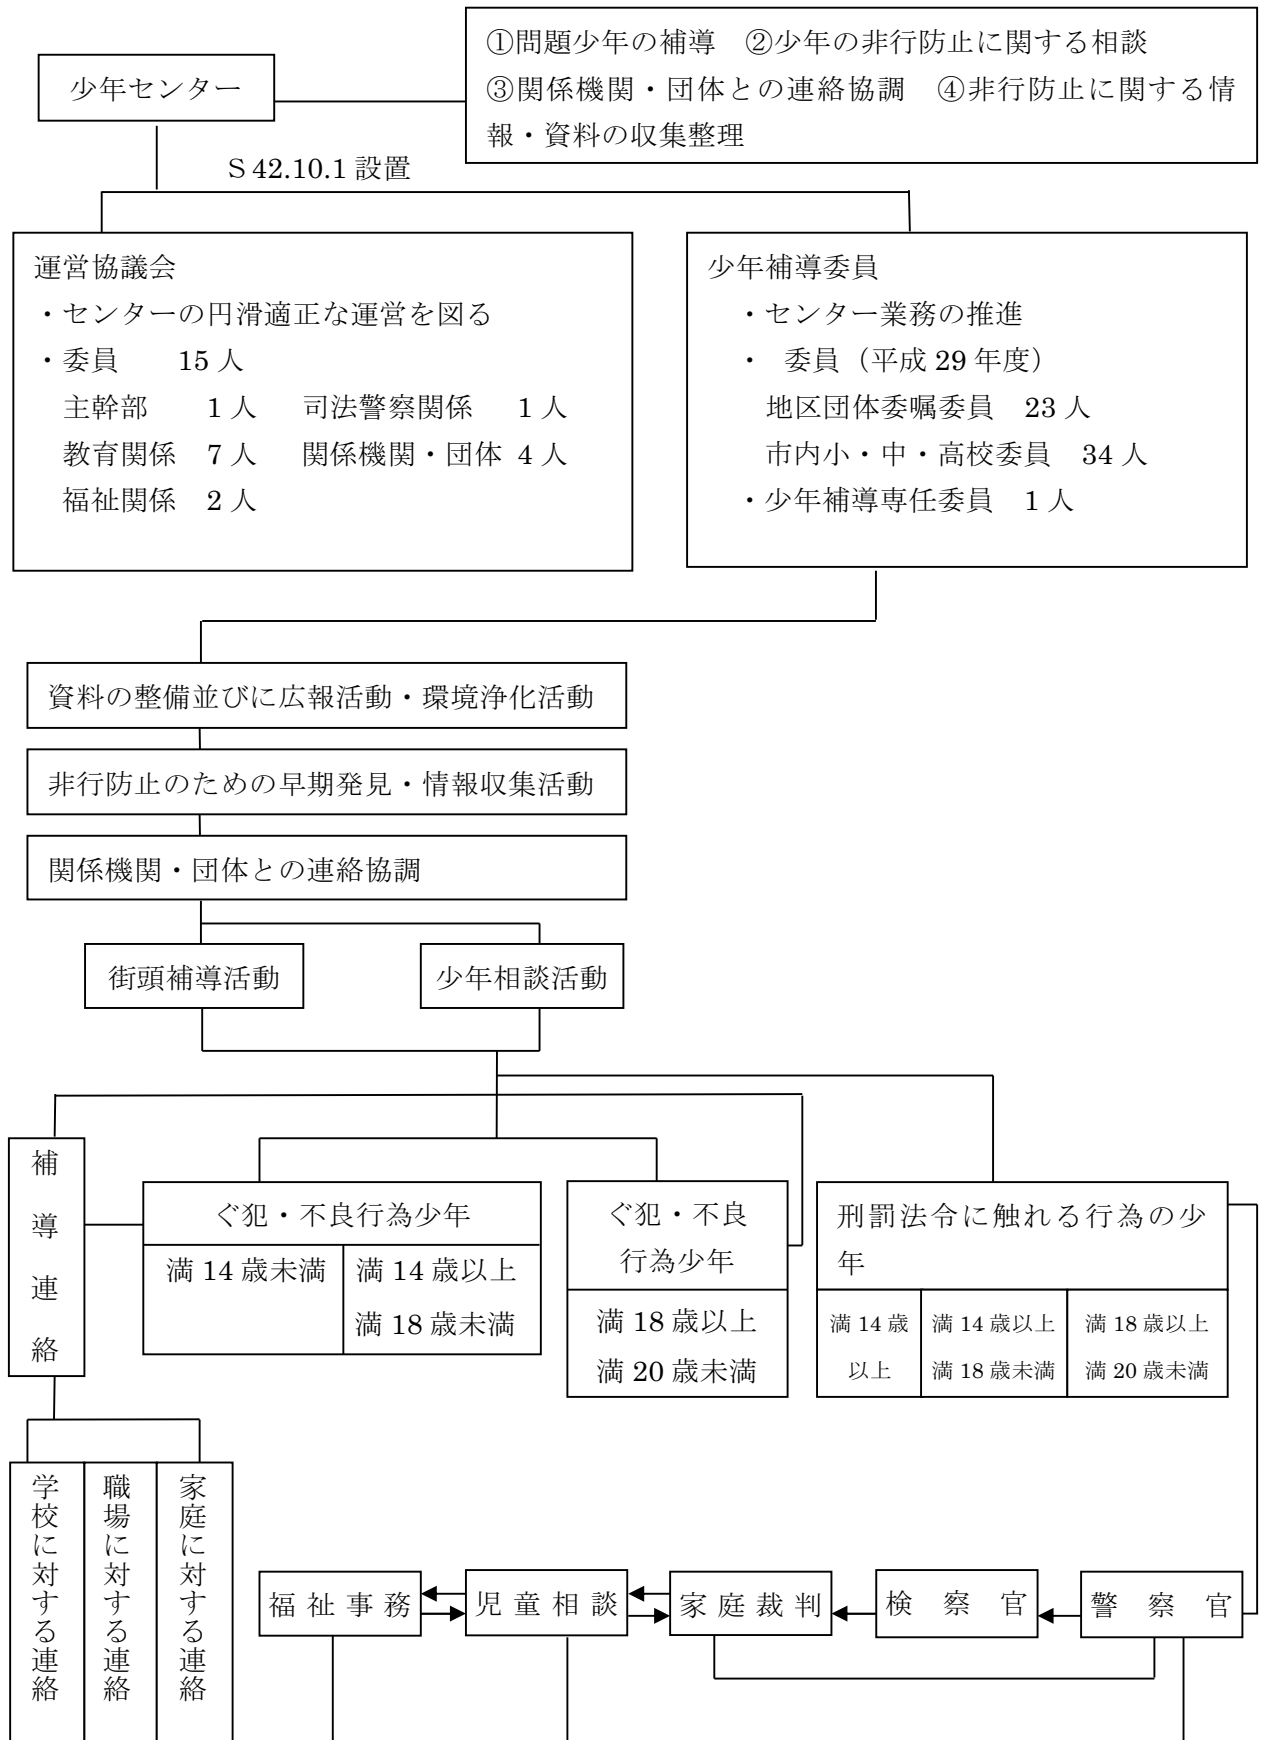 少年センター
①問題少年の補導　②少年の非行防止に関する相談
③関係機関・団体との連絡協調　④非行防止に関する情
報・資料の収集整理
Ｓ42.10.1 設置
運営協議会
・センターの円滑適正な運営を図る
・委員　　15 人
主幹部　　1 人　司法警察関係　1 人
教育関係　7 人　関係機関・団体 4 人
福祉関係　2 人
少年補導委員
・センター業務の推進
・　委員（平成 29 年度）
地区団体委嘱委員　23 人
市内小・中・高校委員　34 人
・少年補導専任委員　1 人
資料の整備並びに広報活動・環境浄化活動
非行防止のための早期発見・情報収集活動
関係機関・団体との連絡協調
街頭補導活動
少年相談活動
補導連絡
ぐ犯・不良行為少年
満 14 歳未満
満 14 歳以上
満 18 歳未満
ぐ犯・不良
行為少年
満 18 歳以上
満 20 歳未満
刑罰法令に触れる行為の少
年
満 14 歳
以上
満 14 歳以上
満 18 歳未満
満 18 歳以上
満 20 歳未満
学校に対する連絡
職場に対する連絡
家庭に対する連絡
福祉事務
児童相談
家庭裁判
検察官
警察官